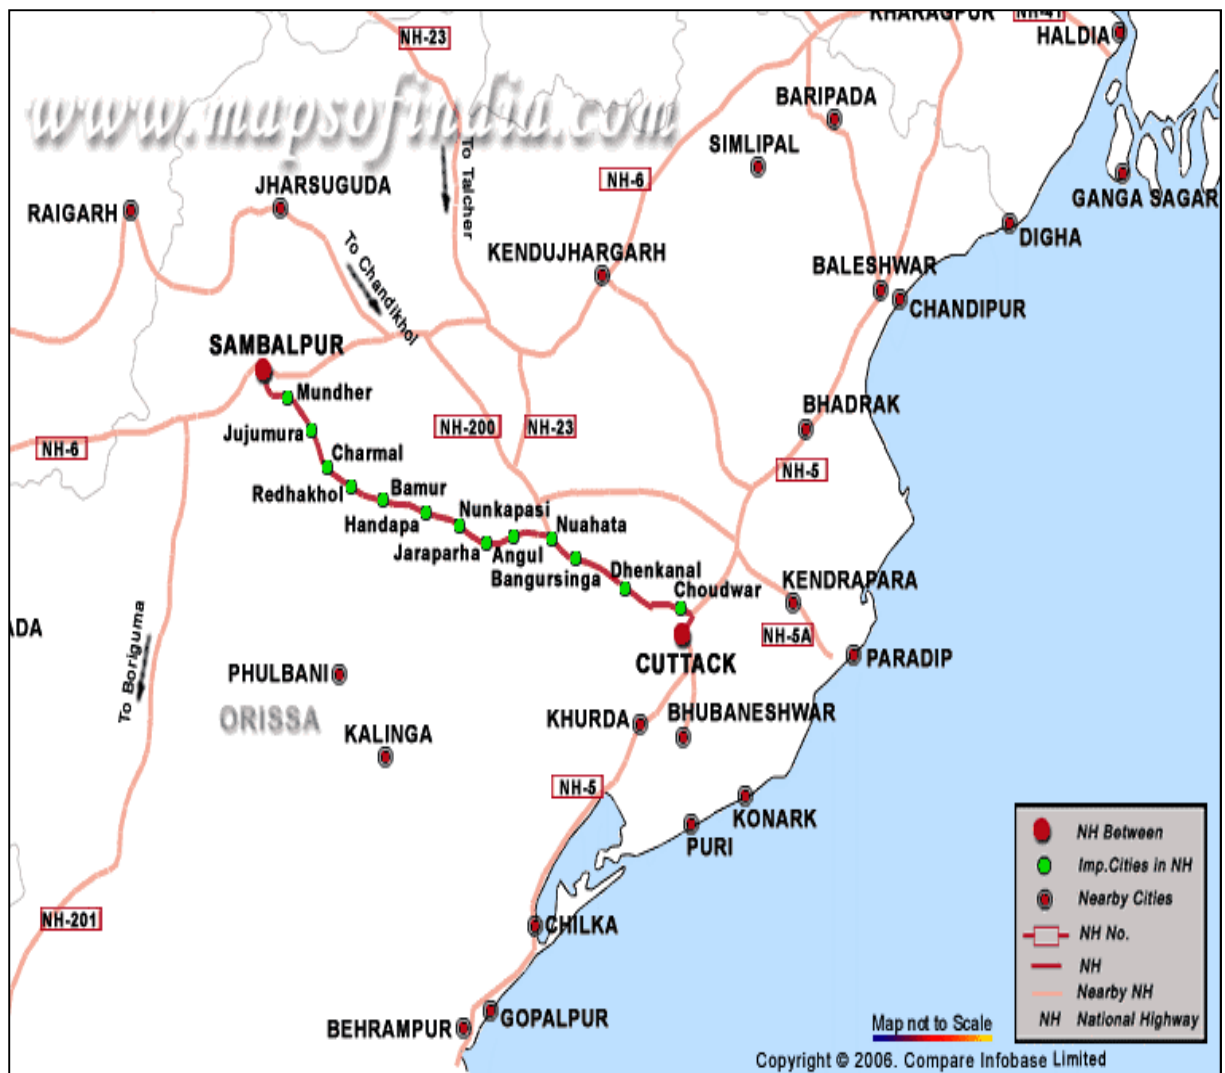 KHARAGPUR
NH-41
HALDIA
NH-23
www.mapsofindia.com
BARIPADA
SIMLIPAL
To Talcher
NH-6
GANGA SAGAR
JHARSUGUDA
RAIGARH
DIGHA
To Chandikhol
KENDUJHARGARH
BALESHWAR
CHANDIPUR
SAMBALPUR
Mundher
BHADRAK
Jujumura
NH-200
NH-23
NH-6
Charmal
NH-5
Redhakhol
Bamur
Handapa
Nunkapasi
Nuahata
Jaraparha
Angul
Bangursinga
Dhenkanal
KENDRAPARA
Choudwar
ADA
NH-5A
To Boriguma
CUTTACK
PARADIP
PHULBANI
ORISSA
KHURDA
BHUBANESHWAR
KALINGA
NH-5
KONARK
PURI
NH-201
CHILKA
GOPALPUR
BEHRAMPUR
NH Between
Imp.Cities in NH
Nearby Cities
NH No.
NH
Nearby NH
NH National Highway
Map not to Scale
Copyright © 2006. Compare Infobase Limited